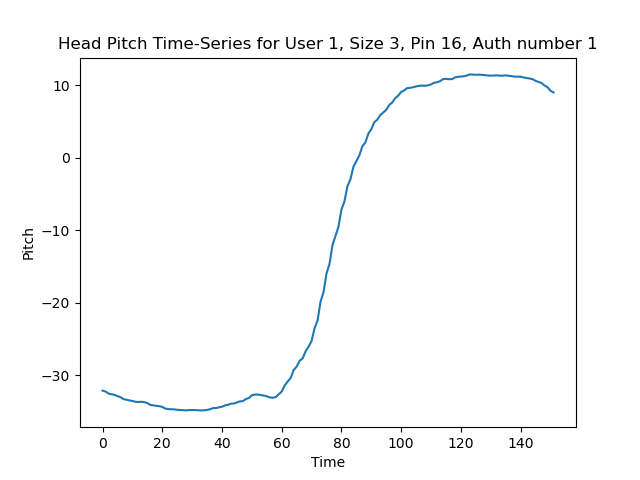 Head Pitch Time-Series for User 1, Size 3, Pin 16, Auth number 1
10
0
−10
−20
−30
Pitch
0 20 40 60 80 100 120 140
Time